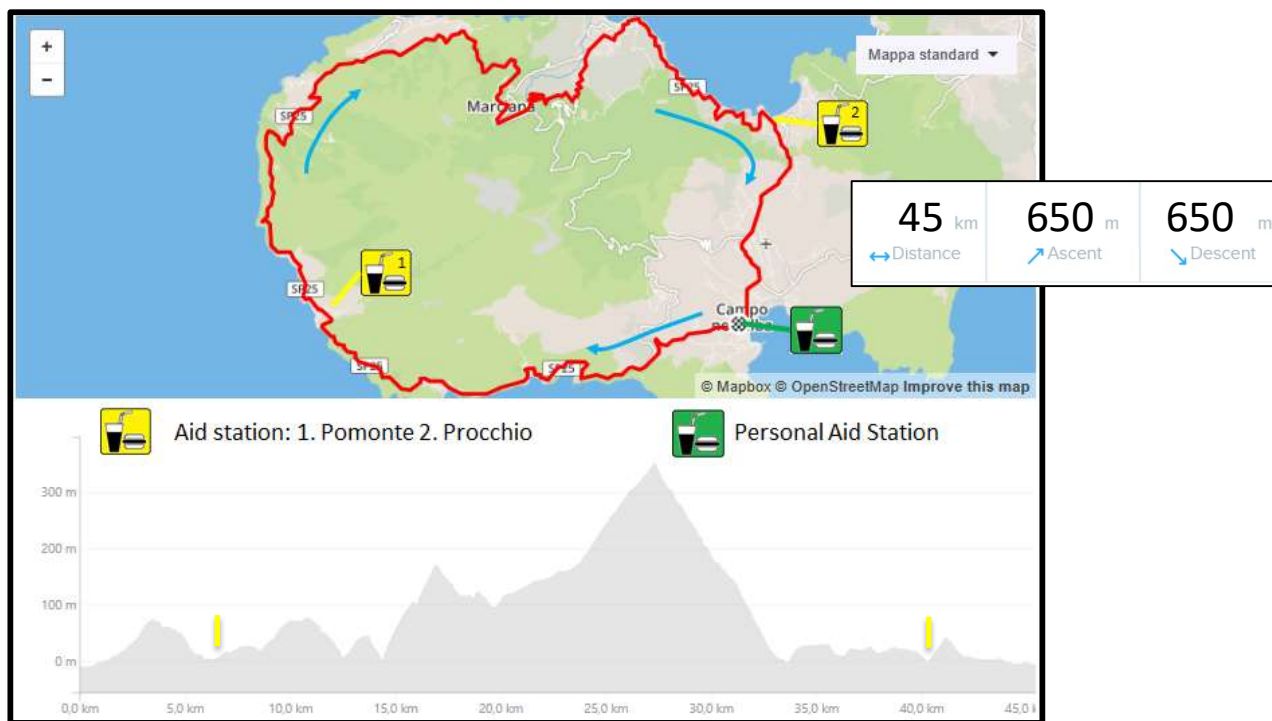 +
−
Mappa standard
SP25
2
Marciana
SP25
45 km
650 m
650 m
Distance
Ascent
Descent
1
SP25
Campo
SP25
SP25
© Mapbox © OpenStreetMap Improve this map
Aid station: 1. Pomonte 2. Procchio
Personal Aid Station
300 m
200 m
100 m
0 m
0,0 km
5,0 km
10,0 km
15,0 km
20,0 km
25,0 km
30,0 km
35,0 km
40,0 km
45,0 k